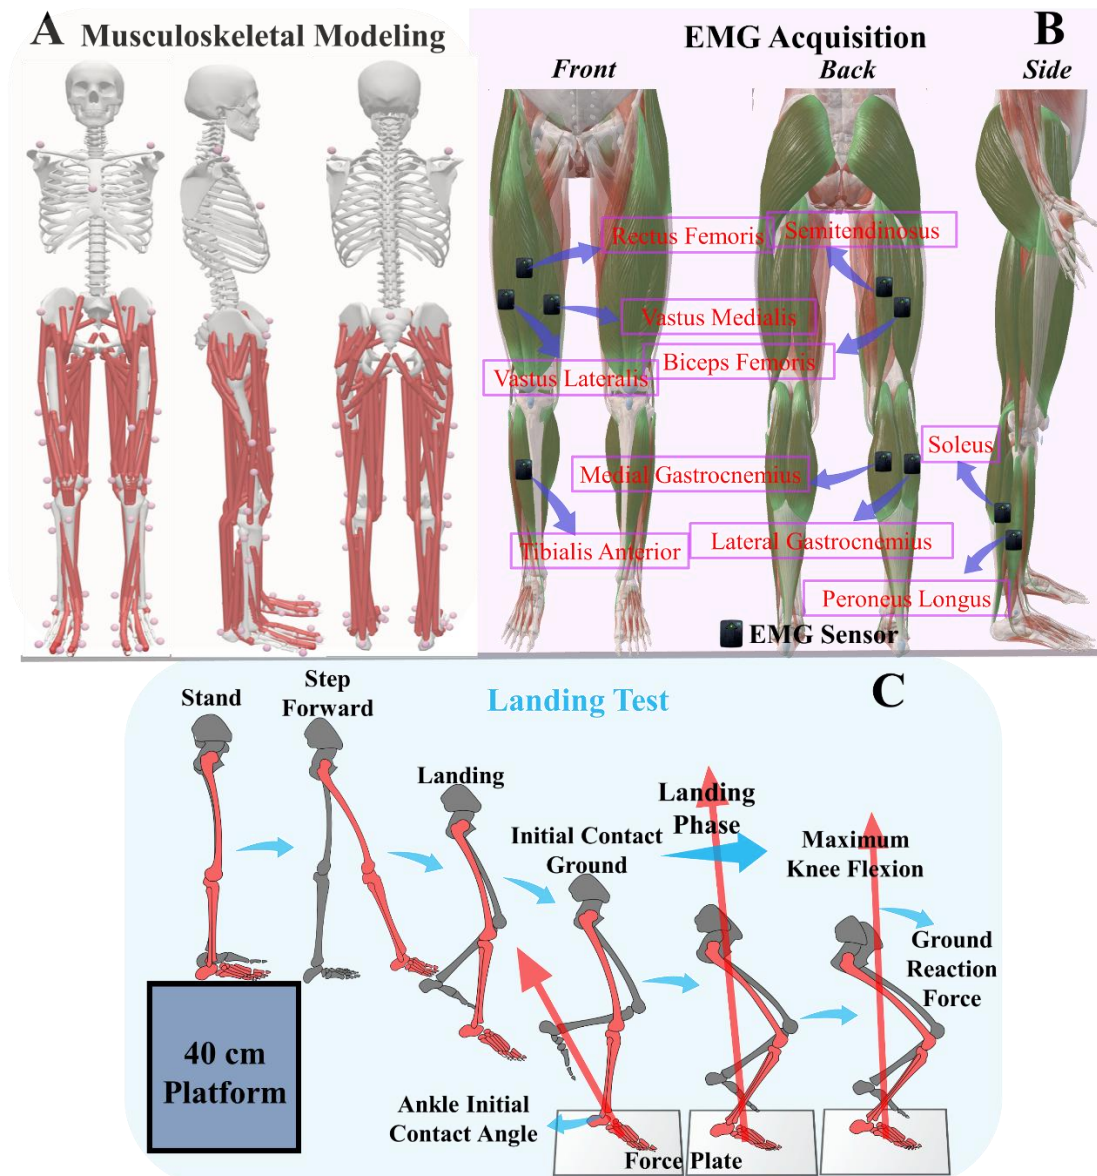 A
Musculoskeletal Modeling
EMG Acquisition
B
Front
Back
Side
Rectus Femoris
Semitendinosus
Vastus Medialis
Biceps Femoris
Vastus Lateralis
Soleus
Medial Gastrocnemius
Tibialis Anterior
Lateral Gastrocnemius
Peroneus Longus
EMG Sensor
C
Landing Test
Stand
Step
Forward
Landing
Initial Contact
Ground
Landing
Phase
Maximum
Knee Flexion
Ground
Reaction
Force
40 cm
Platform
Ankle Initial
Contact Angle
Force Plate